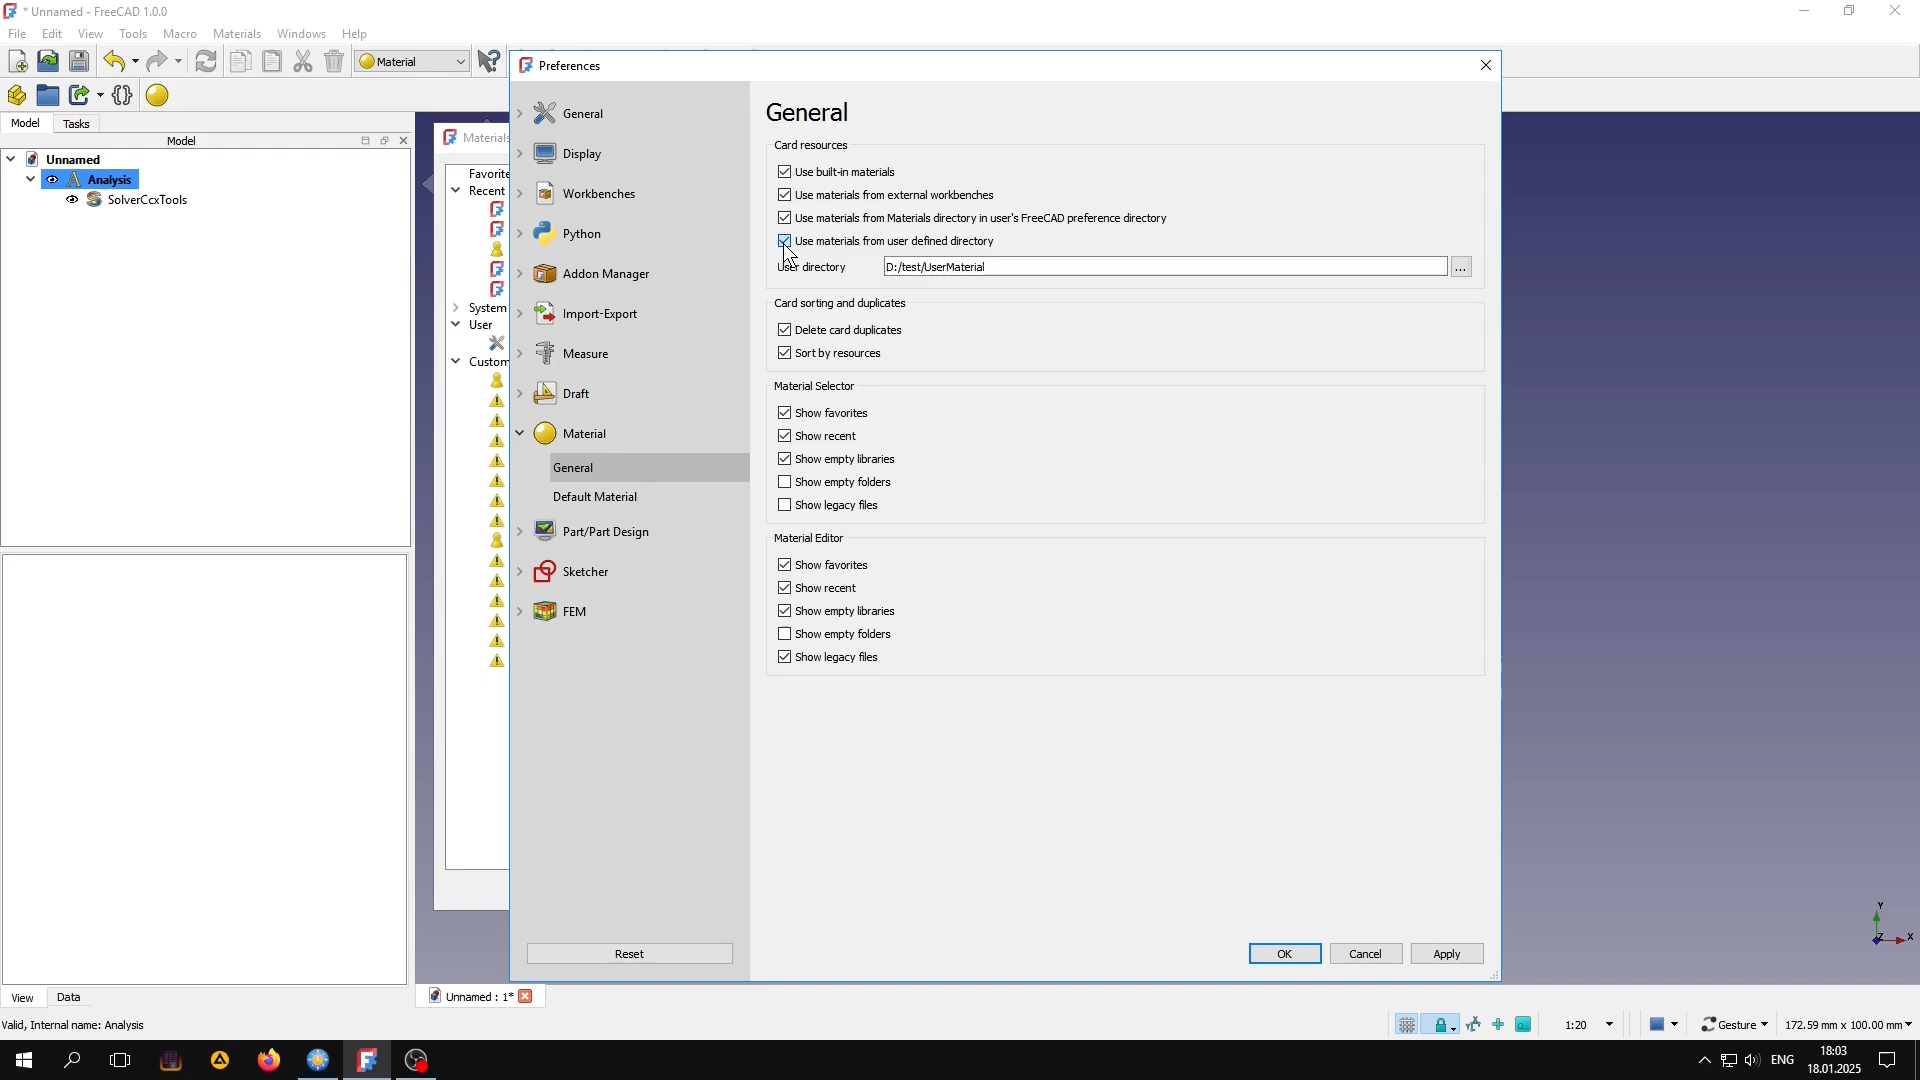 * Unnamed - FreeCAD 1.0.0
File Edit View Tools Macro Materials Windows Help
Material
Model Tasks
Model
Unnamed
Analysis
SolverCcxTools
View Data
Valid, Internal name: Analysis
Materials
Favorite
Recent
System
User
Custom
Preferences
General
Display
Workbenches
Python
Addon Manager
Import-Export
Measure
Draft
Material
General
Default Material
Part/Part Design
Sketcher
FEM
Reset
General
Card resources
Use built-in materials
Use materials from external workbenches
Use materials from Materials directory in user's FreeCAD preference directory
Use materials from user defined directory
User directory D:/test/UserMaterial ...
Card sorting and duplicates
Delete card duplicates
Sort by resources
Material Selector
Show favorites
Show recent
Show empty libraries
Show empty folders
Show legacy files
Material Editor
Show favorites
Show recent
Show empty libraries
Show empty folders
Show legacy files
OK Cancel Apply
Y
Z X
Unnamed : 1*
1:20 Gesture 172.59 mm x 100.00 mm
ENG 18:03
18.01.2025